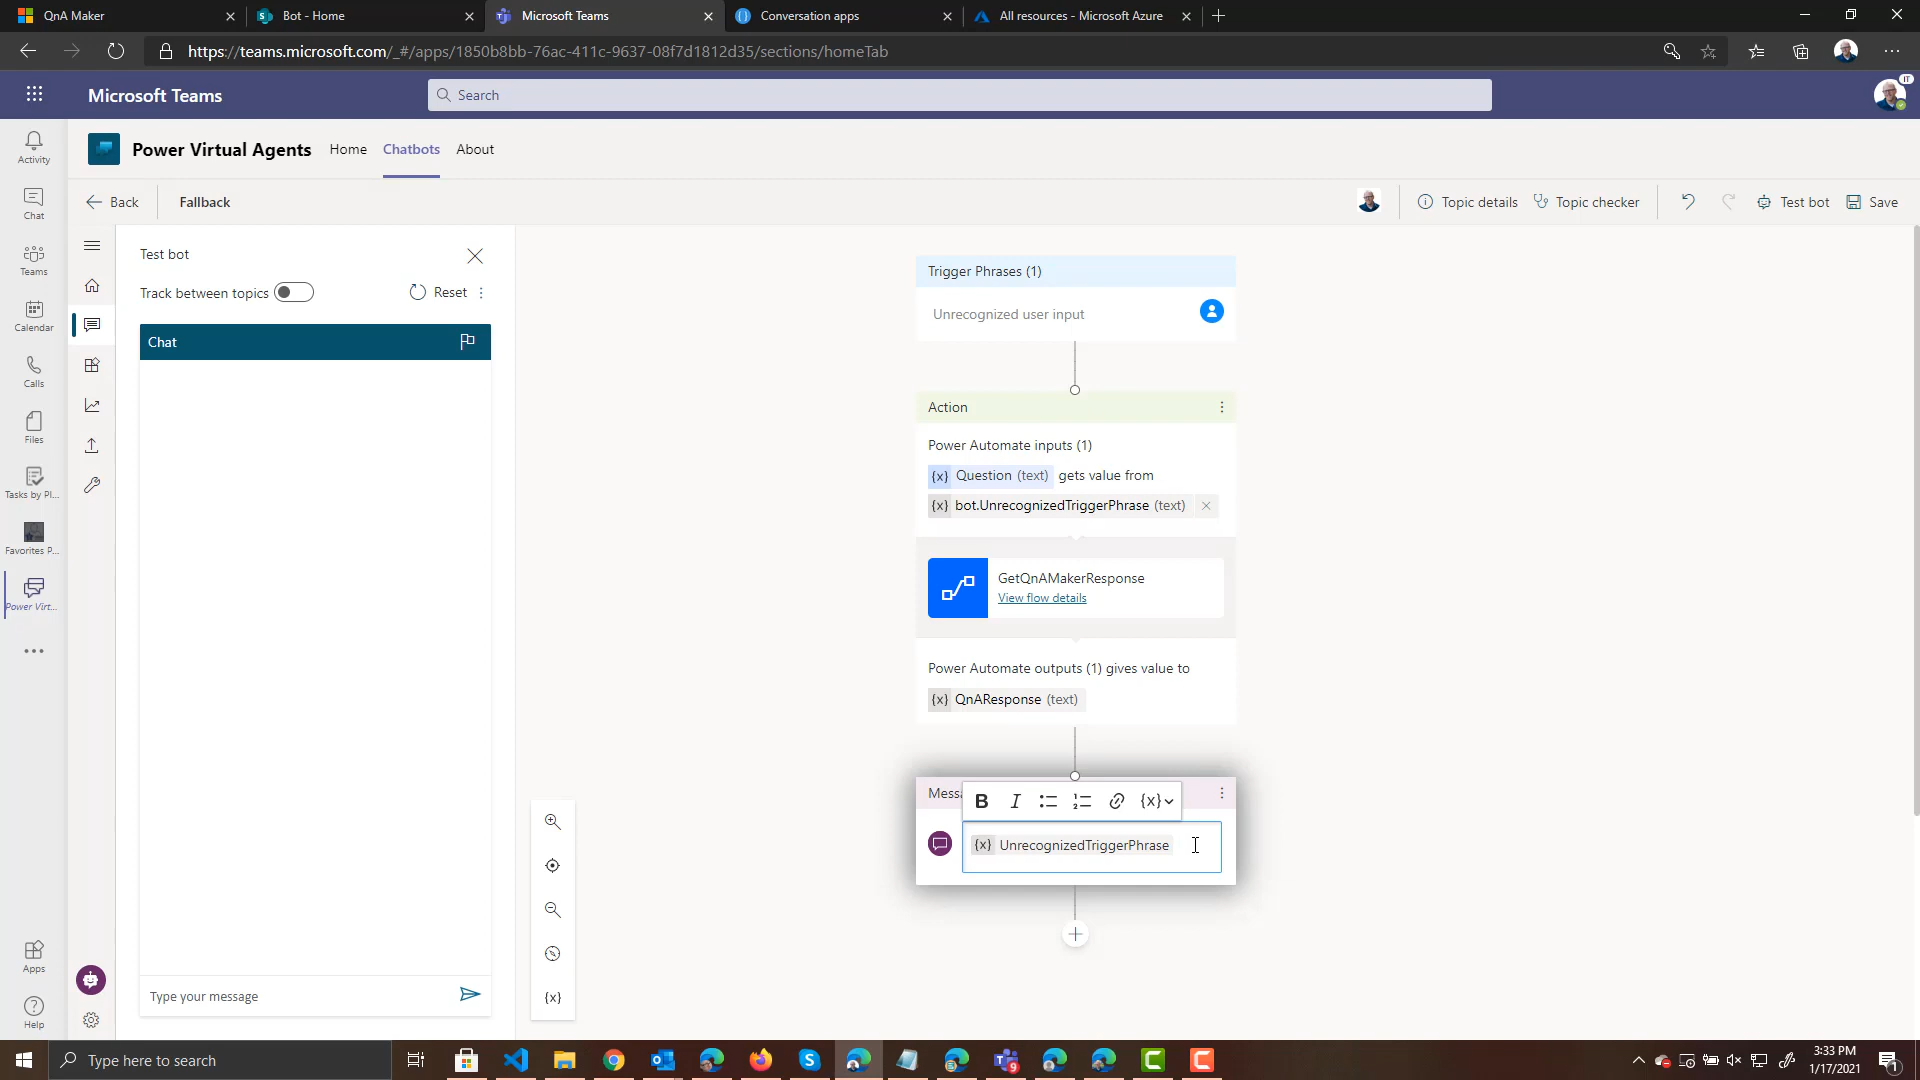 QnA Maker
Bot - Home
Microsoft Teams
Conversation apps
All resources - Microsoft Azure
https://teams.microsoft.com/_#/apps/1850b8bb-76ac-411c-9637-08f7d1812d35/sections/homeTab
Microsoft Teams
Search
IT
Activity
Chat
Teams
Calendar
Calls
Files
Tasks by Pl...
Favorites P...
Power Virt...
Apps
Help
Power Virtual Agents
Home
Chatbots
About
Back
Fallback
Topic details
Topic checker
Test bot
Save
Test bot
Track between topics
Reset
Chat
Type your message
Trigger Phrases (1)
Unrecognized user input
Action
Power Automate inputs (1)
{x} Question (text) gets value from
{x} bot.UnrecognizedTriggerPhrase (text)
GetQnAMakerResponse
View flow details
Power Automate outputs (1) gives value to
{x} QnAResponse (text)
Messa
B I {x}
{x} UnrecognizedTriggerPhrase
{x}
Type here to search
9
3:33 PM
1/17/2021
1